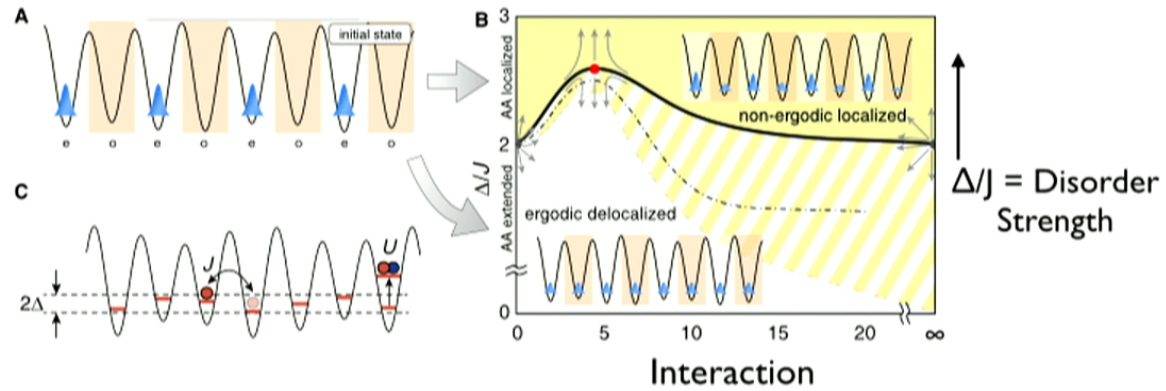 A
initial state
e o e o e o e o
C
J
U
2Δ
B
3
2
0
AA localized
AA extended
Δ/J
non-ergodic localized
ergodic delocalized
0 5 10 15 20 ∞
Interaction
Δ/J = Disorder
Strength